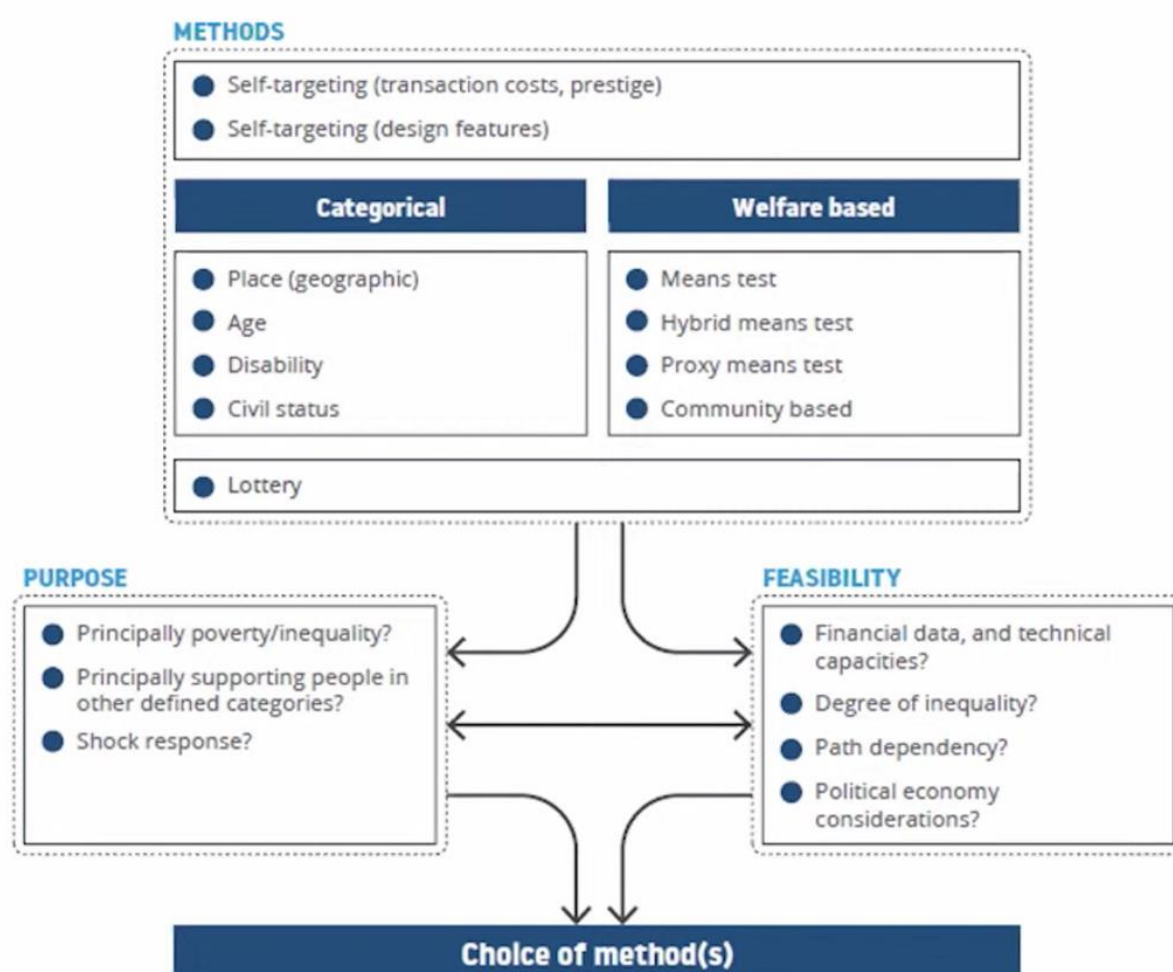 METHODS
Self-targeting (transaction costs, prestige)
Self-targeting (design features)
Categorical
Welfare based
Place (geographic)
Age
Disability
Civil status
Means test
Hybrid means test
Proxy means test
Community based
Lottery
PURPOSE
Principally poverty/inequality?
Principally supporting people in
other defined categories?
Shock response?
FEASIBILITY
Financial data, and technical
capacities?
Degree of inequality?
Path dependency?
Political economy
considerations?
Choice of method(s)